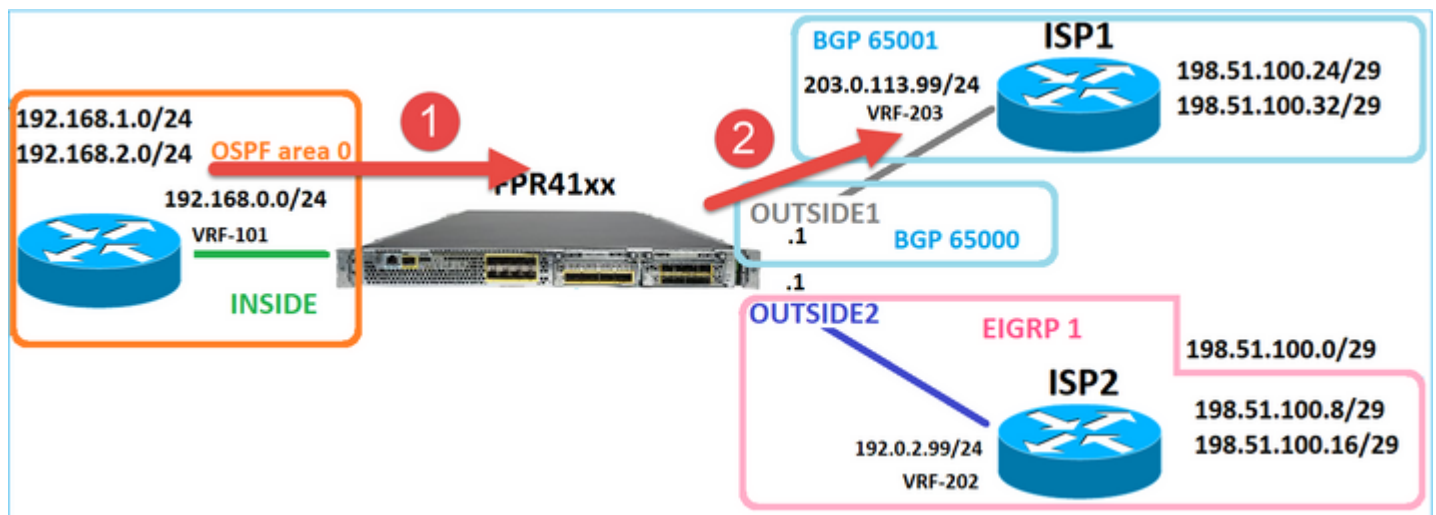 192.168.1.0/24
192.168.2.0/24
OSPF area 0
192.168.0.0/24
VRF-101
INSIDE
1
FPR41xx
2
BGP 65001
ISP1
203.0.113.99/24
VRF-203
198.51.100.24/29
198.51.100.32/29
OUTSIDE1
.1
BGP 65000
.1
OUTSIDE2
EIGRP 1
198.51.100.0/29
ISP2
198.51.100.8/29
198.51.100.16/29
192.0.2.99/24
VRF-202